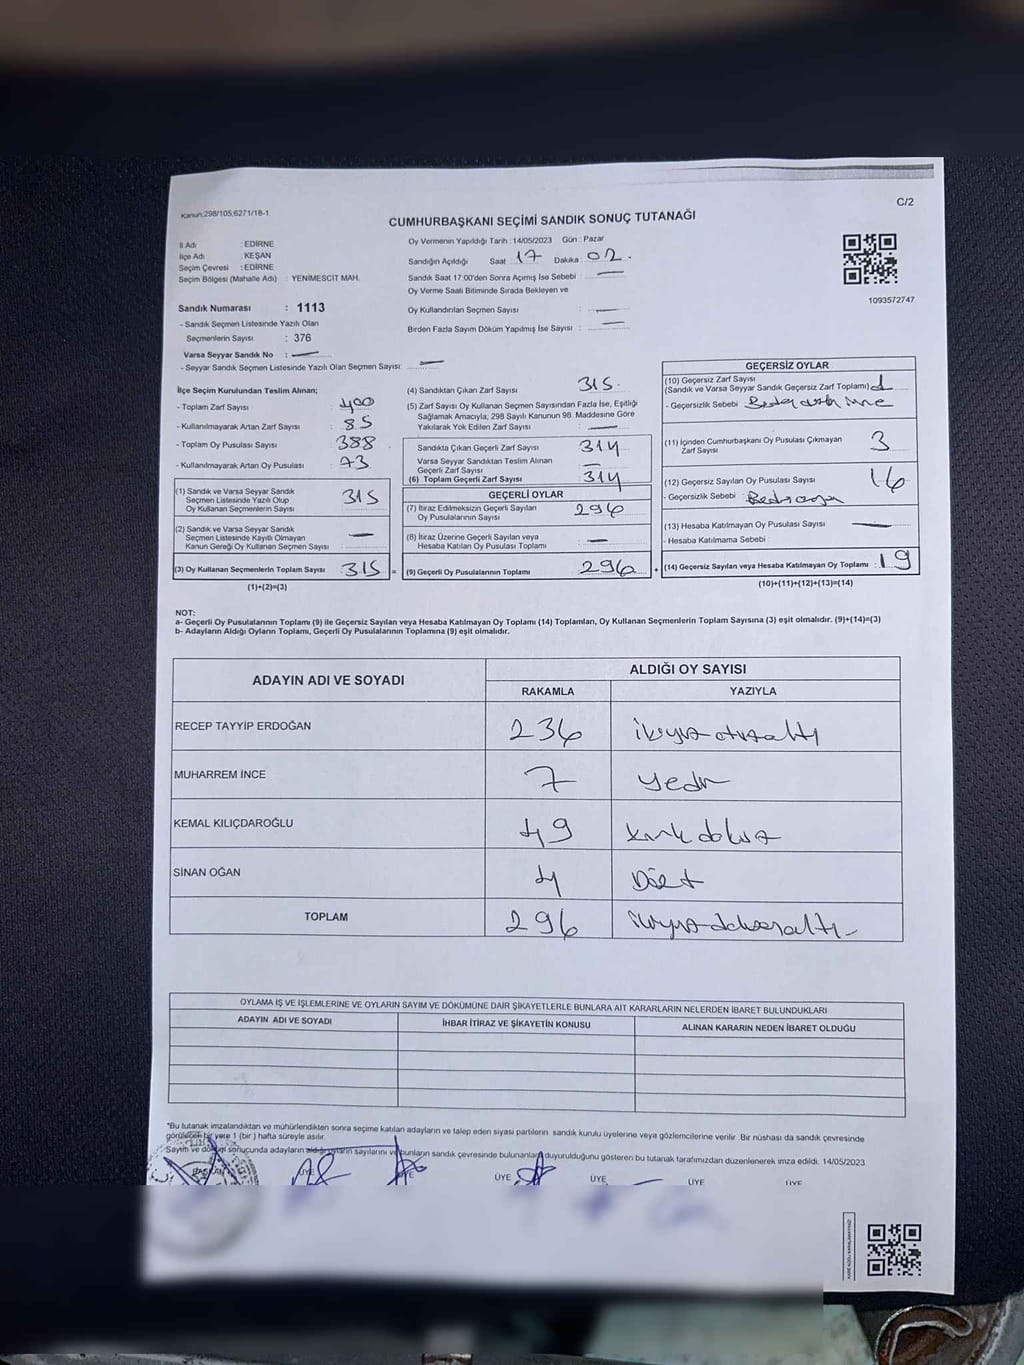 Kanun.298/105;6271/18-1
C/2
CUMHURBAŞKANI SEÇİMİ SANDIK SONUÇ TUTANAĞI
İl Adı : EDİRNE
İlçe Adı : KEŞAN
Seçim Çevresi : EDİRNE
Seçim Bölgesi (Mahalle Adı) : YENİMESCİT MAH.
Oy Vermenin Yapıldığı Tarih : 14/05/2023 Gün : Pazar
Sandığın Açıldığı Saat 17 Dakika 02.
Sandık Saat 17:00'den Sonra Açılmış İse Sebebi : —
Oy Verme Saati Bitiminde Sırada Bekleyen ve
Oy Kullandırılan Seçmen Sayısı : —
Birden Fazla Sayım Döküm Yapılmış İse Sayısı : —
1093572747
Sandık Numarası : 1113
- Sandık Seçmen Listesinde Yazılı Olan
Seçmenlerin Sayısı : 376
Varsa Seyyar Sandık No : —
- Seyyar Sandık Seçmen Listesinde Yazılı Olan Seçmen Sayısı: —
İlçe Seçim Kurulundan Teslim Alınan;
- Toplam Zarf Sayısı : 400
- Kullanılmayarak Artan Zarf Sayısı : 85
- Toplam Oy Pusulası Sayısı : 388
- Kullanılmayarak Artan Oy Pusulası : 73
(1) Sandık ve Varsa Seyyar Sandık
Seçmen Listesinde Yazılı Olup
Oy Kullanan Seçmenlerin Sayısı : 315
(2) Sandık ve Varsa Seyyar Sandık
Seçmen Listesinde Kayıtlı Olmayan
Kanun Gereği Oy Kullanan Seçmen Sayısı : —
(3) Oy Kullanan Seçmenlerin Toplam Sayısı : 315 =
(1)+(2)=(3)
(4) Sandıktan Çıkan Zarf Sayısı : 315.
(5) Zarf Sayısı Oy Kullanan Seçmen Sayısından Fazla İse, Eşitliği
Sağlamak Amacıyla; 298 Sayılı Kanunun 98. Maddesine Göre
Yakılarak Yok Edilen Zarf Sayısı : —
Sandıkta Çıkan Geçerli Zarf Sayısı : 314
Varsa Seyyar Sandıktan Teslim Alınan
Geçerli Zarf Sayısı : —
(6) Toplam Geçerli Zarf Sayısı : 314
GEÇERLİ OYLAR
(7) İtiraz Edilmeksizin Geçerli Sayılan
Oy Pusulalarının Sayısı : 296
(8) İtiraz Üzerine Geçerli Sayılan veya
Hesaba Katılan Oy Pusulası Toplamı : —
(9) Geçerli Oy Pusulalarının Toplamı : 296 +
GEÇERSİZ OYLAR
(10) Geçersiz Zarf Sayısı
(Sandık ve Varsa Seyyar Sandık Geçersiz Zarf Toplamı) : 1
- Geçersizlik Sebebi
(11) İçinden Cumhurbaşkanı Oy Pusulası Çıkmayan
Zarf Sayısı : 3
(12) Geçersiz Sayılan Oy Pusulası Sayısı : 16
- Geçersizlik Sebebi
(13) Hesaba Katılmayan Oy Pusulası Sayısı : —
- Hesaba Katılmama Sebebi
(14) Geçersiz Sayılan veya Hesaba Katılmayan Oy Toplamı : 19
(10)+(11)+(12)+(13)=(14)
NOT:
a- Geçerli Oy Pusulalarının Toplamı (9) ile Geçersiz Sayılan veya Hesaba Katılmayan Oy Toplamı (14) Toplamları, Oy Kullanan Seçmenlerin Toplam Sayısına (3) eşit olmalıdır. (9)+(14)=(3)
b- Adayların Aldığı Oyların Toplamı, Geçerli Oy Pusulalarının Toplamına (9) eşit olmalıdır.
ADAYIN ADI VE SOYADI ALDIĞI OY SAYISI
RAKAMLA YAZIYLA
RECEP TAYYİP ERDOĞAN 236 ikiyüzotuzaltı
MUHARREM İNCE 7 yedi
KEMAL KILIÇDAROĞLU 49 kırkdokuz
SİNAN OĞAN 4 Dört
TOPLAM 296 ikiyüzdoksanaltı
OYLAMA İŞ VE İŞLEMLERİNE VE OYLARIN SAYIM VE DÖKÜMÜNE DAİR ŞİKAYETLERLE BUNLARA AİT KARARLARIN NELERDEN İBARET BULUNDUKLARI
ADAYIN ADI VE SOYADI İHBAR İTİRAZ VE ŞİKAYETİN KONUSU ALINAN KARARIN NEDEN İBARET OLDUĞU
*Bu tutanak imzalandıktan ve mühürlendikten sonra seçime katılan adayların ve talep eden siyasi partilerin sandık kurulu üyelerine veya gözlemcilerine verilir. Bir nüshası da sandık çevresinde
görülecek bir yere 1 (bir ) hafta süreyle asılır.
Sayım ve döküm sonucunda adayların aldığı oyların sayılarını ve bunların sandık çevresinde bulunanlara duyurulduğunu gösteren bu tutanak tarafımızdan düzenlenerek imza edildi. 14/05/2023
BAŞKAN ÜYE ÜYE ÜYE ÜYE ÜYE ÜYE